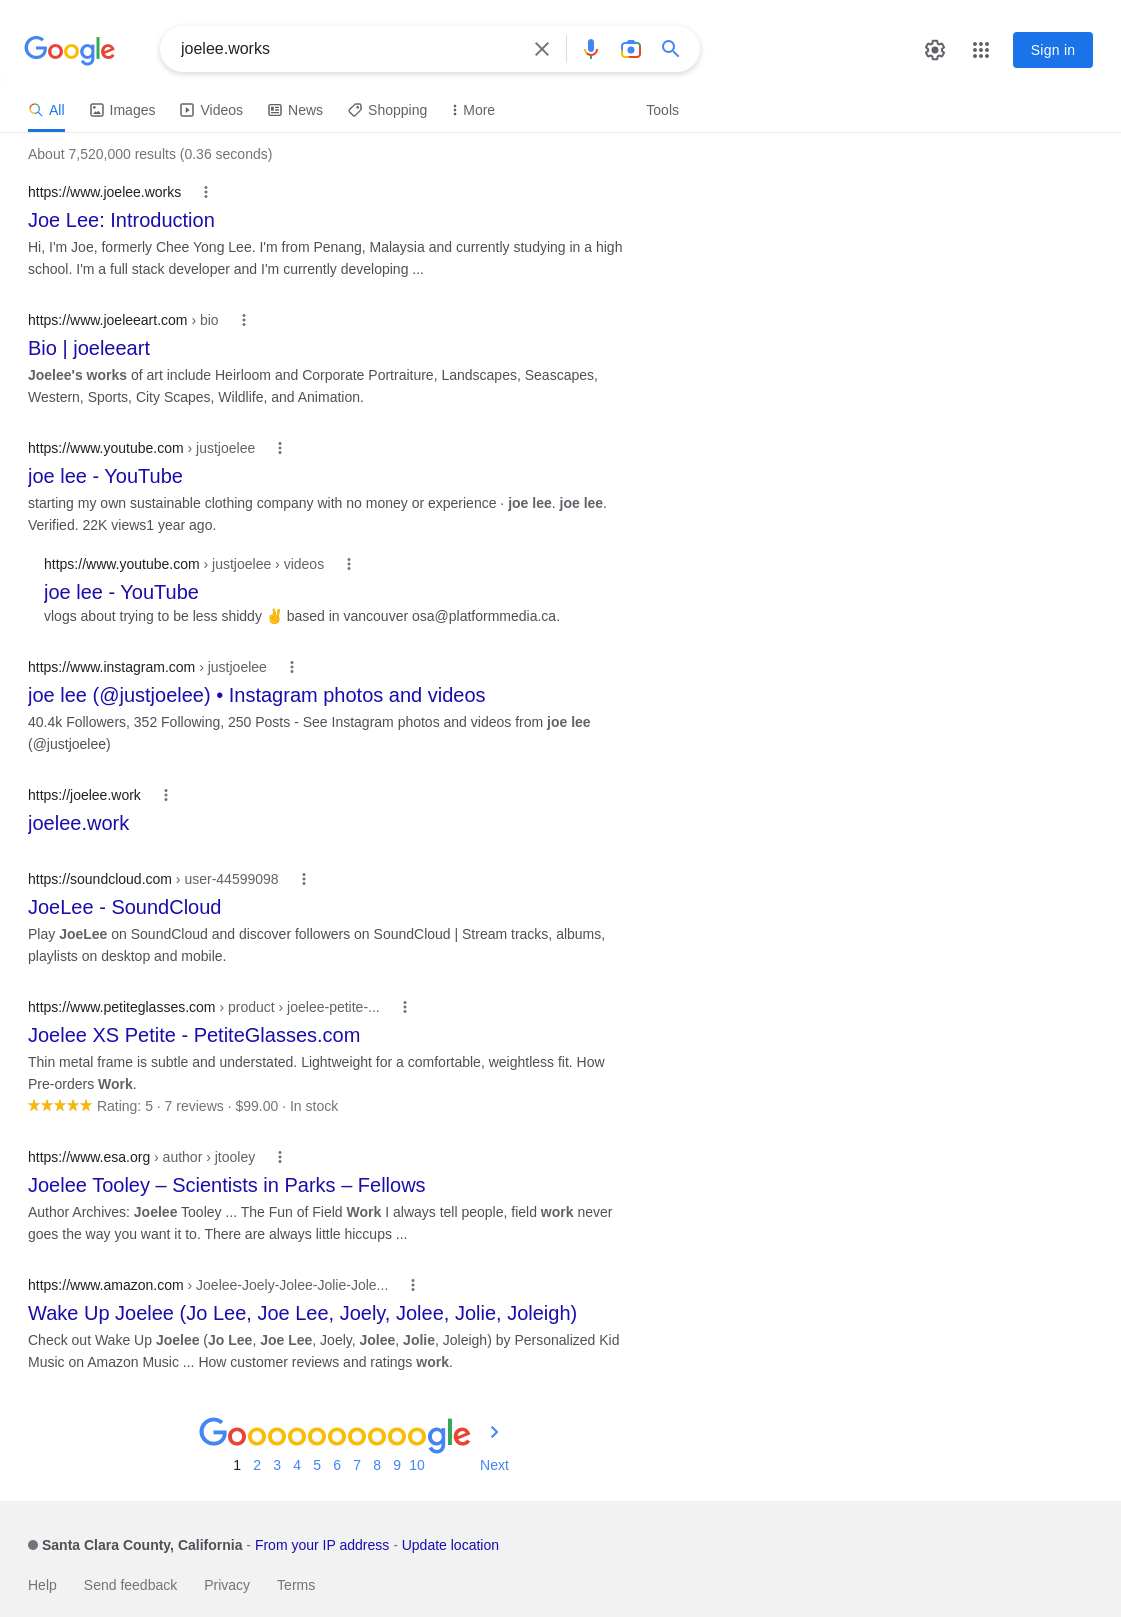 Google
joelee.works
Sign in
All Images Videos News Shopping More Tools
About 7,520,000 results (0.36 seconds)
https://www.joelee.works
Joe Lee: Introduction
Hi, I'm Joe, formerly Chee Yong Lee. I'm from Penang, Malaysia and currently studying in a high
school. I'm a full stack developer and I'm currently developing ...
https://www.joeleeart.com › bio
Bio | joeleeart
Joelee's works of art include Heirloom and Corporate Portraiture, Landscapes, Seascapes,
Western, Sports, City Scapes, Wildlife, and Animation.
https://www.youtube.com › justjoelee
joe lee - YouTube
starting my own sustainable clothing company with no money or experience · joe lee. joe lee.
Verified. 22K views1 year ago.
https://www.youtube.com › justjoelee › videos
joe lee - YouTube
vlogs about trying to be less shiddy ✌ based in vancouver osa@platformmedia.ca.
https://www.instagram.com › justjoelee
joe lee (@justjoelee) • Instagram photos and videos
40.4k Followers, 352 Following, 250 Posts - See Instagram photos and videos from joe lee
(@justjoelee)
https://joelee.work
joelee.work
https://soundcloud.com › user-44599098
JoeLee - SoundCloud
Play JoeLee on SoundCloud and discover followers on SoundCloud | Stream tracks, albums,
playlists on desktop and mobile.
https://www.petiteglasses.com › product › joelee-petite-...
Joelee XS Petite - PetiteGlasses.com
Thin metal frame is subtle and understated. Lightweight for a comfortable, weightless fit. How
Pre-orders Work.
★★★★★ Rating: 5 · 7 reviews · $99.00 · In stock
https://www.esa.org › author › jtooley
Joelee Tooley – Scientists in Parks – Fellows
Author Archives: Joelee Tooley ... The Fun of Field Work I always tell people, field work never
goes the way you want it to. There are always little hiccups ...
https://www.amazon.com › Joelee-Joely-Jolee-Jolie-Jole...
Wake Up Joelee (Jo Lee, Joe Lee, Joely, Jolee, Jolie, Joleigh)
Check out Wake Up Joelee (Jo Lee, Joe Lee, Joely, Jolee, Jolie, Joleigh) by Personalized Kid
Music on Amazon Music ... How customer reviews and ratings work.
Goooooooooogle
1 2 3 4 5 6 7 8 9 10 Next
Santa Clara County, California - From your IP address - Update location
Help Send feedback Privacy Terms